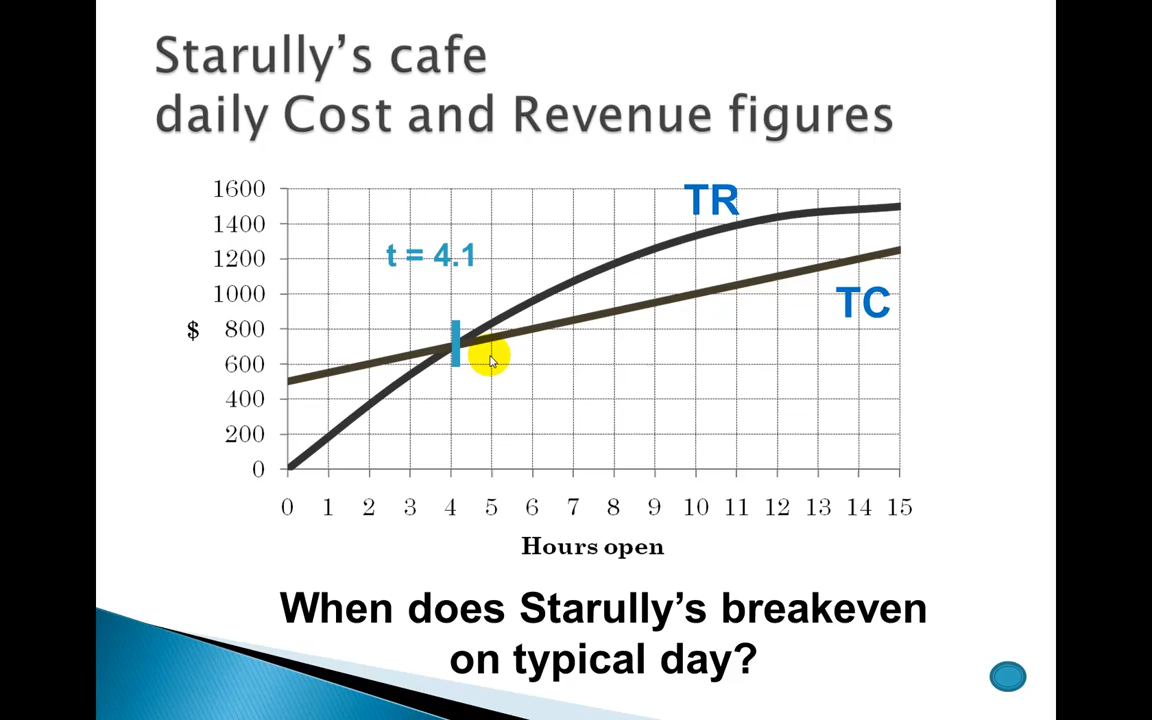 Starully's cafe
daily Cost and Revenue figures
1600
1400
1200
1000
$ 800
600
400
200
0
TR
t = 4.1
TC
0 1 2 3 4 5 6 7 8 9 10 11 12 13 14 15
Hours open
When does Starully's breakeven
on typical day?